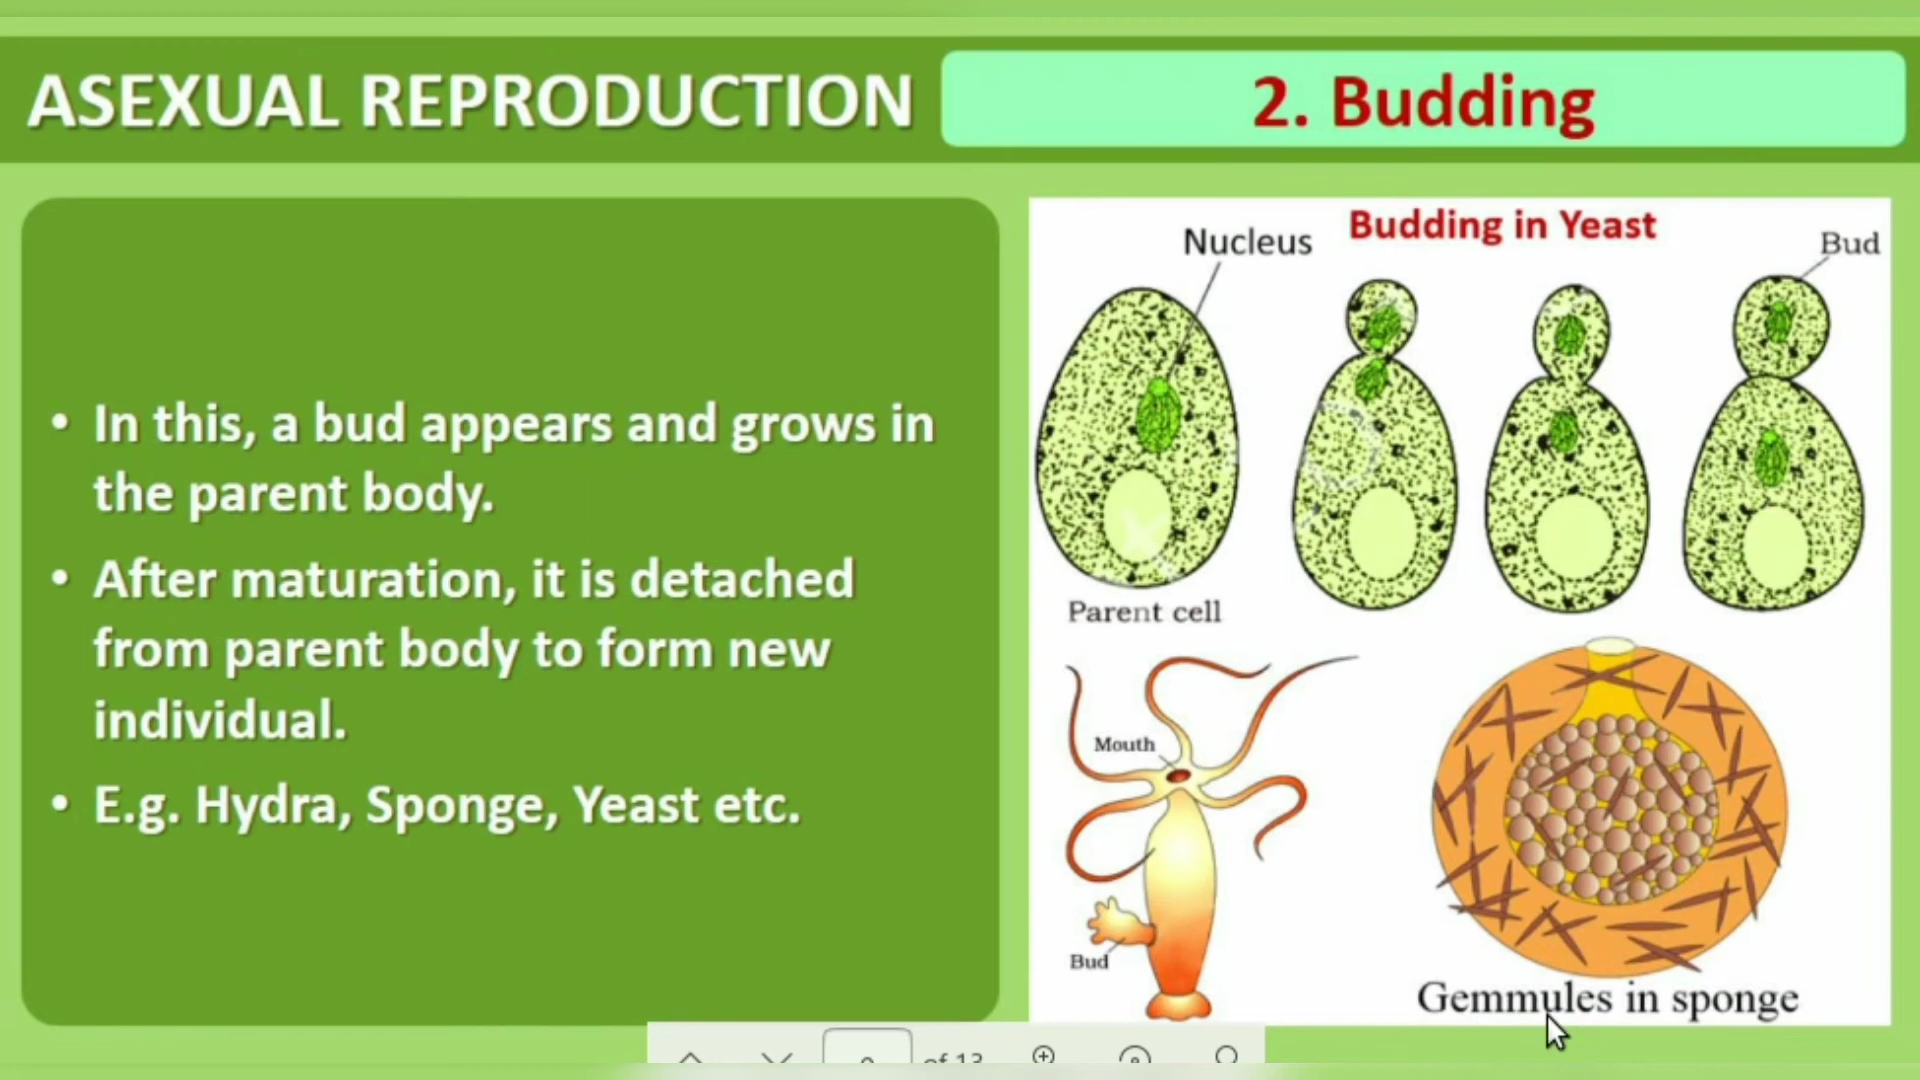 ASEXUAL REPRODUCTION
2. Budding
• In this, a bud appears and grows in
the parent body.
• After maturation, it is detached
from parent body to form new
individual.
• E.g. Hydra, Sponge, Yeast etc.
Budding in Yeast
Nucleus
Bud
Parent cell
Mouth
Bud
Gemmules in sponge
of 13